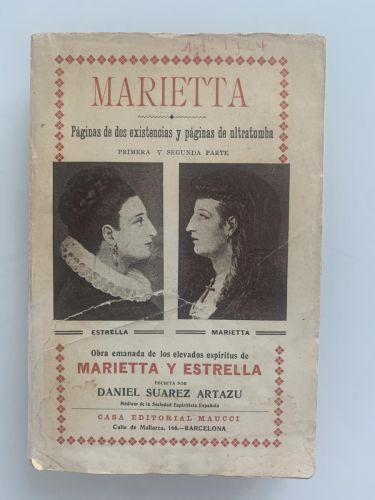 MARIETTA
Páginas de dos existencias y páginas de ultratumba
PRIMERA Y SEGUNDA PARTE
ESTRELLA
MARIETTA
Obra emanada de los elevados espíritus de
MARIETTA Y ESTRELLA
ESCRITA POR
DANIEL SUAREZ ARTAZU
Médium de la Sociedad Espiritista Española
CASA EDITORIAL MAUCCI
Calle de Mallorca, 166.—BARCELONA